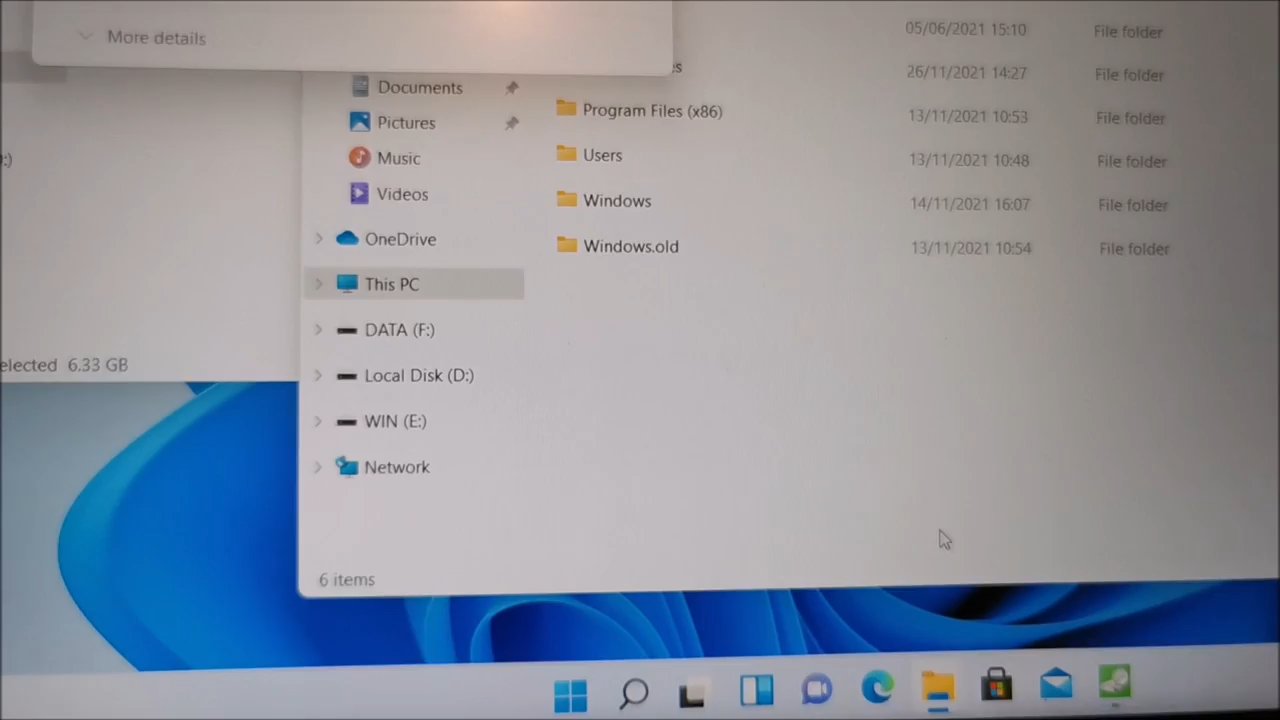 More details
05/06/2021 15:10 File folder
26/11/2021 14:27 File folder
Documents
Program Files (x86) 13/11/2021 10:53 File folder
Pictures
Users 13/11/2021 10:48 File folder
Music
Videos
Windows 14/11/2021 16:07 File folder
OneDrive
Windows.old 13/11/2021 10:54 File folder
This PC
DATA (F:)
Local Disk (D:)
WIN (E:)
Network
6 items
elected 6.33 GB